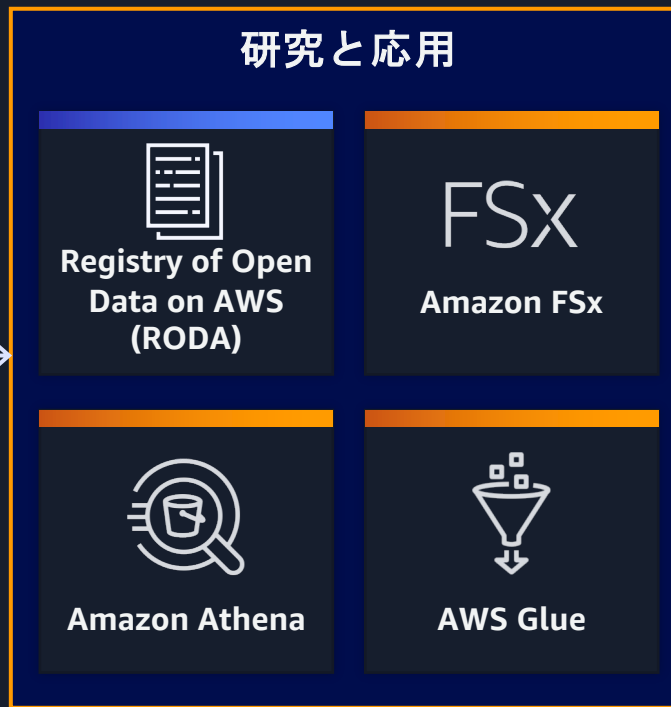 研究と応用
Registry of Open
Data on AWS
(RODA)
FSx
Amazon FSx
Amazon Athena
AWS Glue